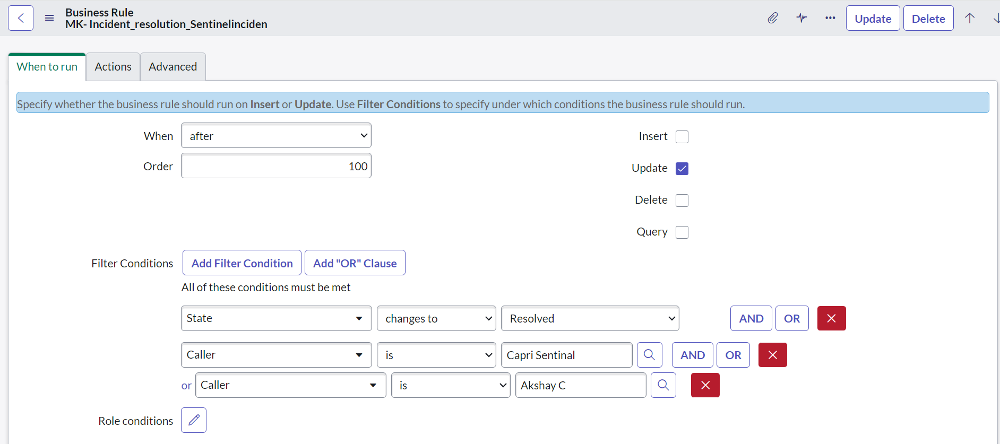 Business Rule
MK- Incident_resolution_Sentinelinciden
Update
Delete
When to run
Actions
Advanced
Specify whether the business rule should run on Insert or Update. Use Filter Conditions to specify under which conditions the business rule should run.
When
after
Insert
Order
100
Update
Delete
Query
Filter Conditions
Add Filter Condition
Add "OR" Clause
All of these conditions must be met
State
changes to
Resolved
AND
OR
Caller
is
Capri Sentinal
AND
OR
or
Caller
is
Akshay C
Role conditions